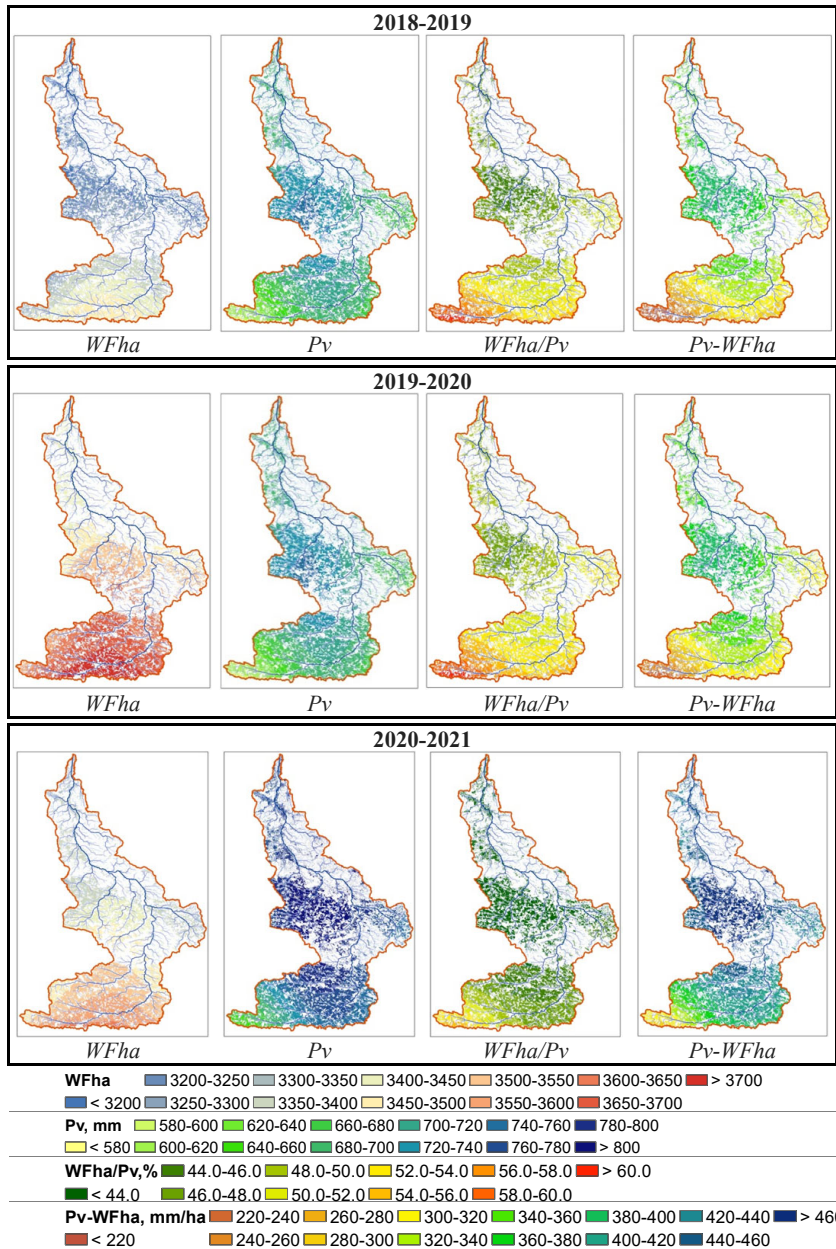 2018-2019
WFha Pv WFha/Pv Pv-WFha
2019-2020
WFha Pv WFha/Pv Pv-WFha
2020-2021
WFha Pv WFha/Pv Pv-WFha
WFha 3200-3250 3300-3350 3400-3450 3500-3550 3600-3650 > 3700
< 3200 3250-3300 3350-3400 3450-3500 3550-3600 3650-3700
Pv, mm 580-600 620-640 660-680 700-720 740-760 780-800
< 580 600-620 640-660 680-700 720-740 760-780 > 800
WFha/Pv,% 44.0-46.0 48.0-50.0 52.0-54.0 56.0-58.0 > 60.0
< 44.0 46.0-48.0 50.0-52.0 54.0-56.0 58.0-60.0
Pv-WFha, mm/ha 220-240 260-280 300-320 340-360 380-400 420-440 > 46
< 220 240-260 280-300 320-340 360-380 400-420 440-460